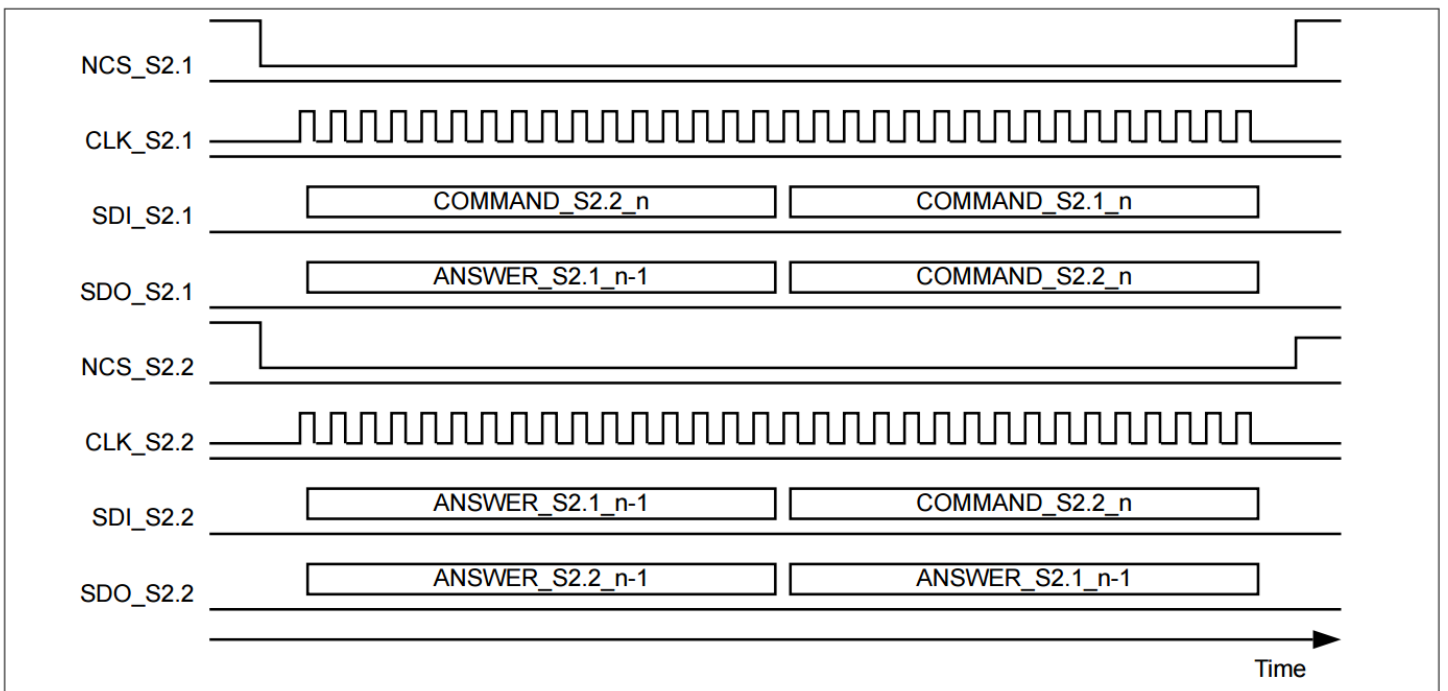 NCS_S2.1
CLK_S2.1
SDI_S2.1 COMMAND_S2.2_n COMMAND_S2.1_n
SDO_S2.1 ANSWER_S2.1_n-1 COMMAND_S2.2_n
NCS_S2.2
CLK_S2.2
SDI_S2.2 ANSWER_S2.1_n-1 COMMAND_S2.2_n
SDO_S2.2 ANSWER_S2.2_n-1 ANSWER_S2.1_n-1
Time